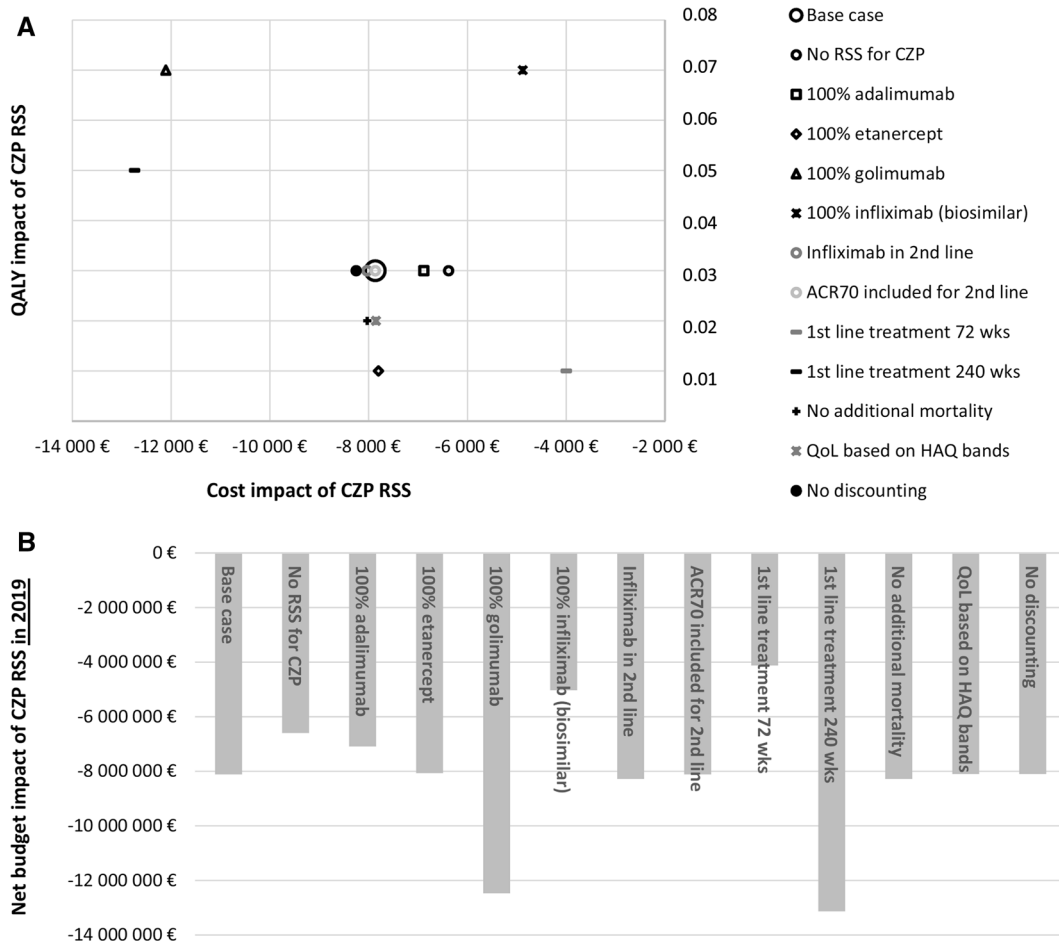 A
QALY impact of CZP RSS
0.08
0.07
0.06
0.05
0.04
0.03
0.02
0.01
-14 000 € -12 000 € -10 000 € -8 000 € -6 000 € -4 000 € -2 000 €
Cost impact of CZP RSS
Base case
No RSS for CZP
100% adalimumab
100% etanercept
100% golimumab
100% infliximab (biosimilar)
Infliximab in 2nd line
ACR70 included for 2nd line
1st line treatment 72 wks
1st line treatment 240 wks
No additional mortality
QoL based on HAQ bands
No discounting
B
Net budget impact of CZP RSS in 2019
0 €
-2 000 000 €
-4 000 000 €
-6 000 000 €
-8 000 000 €
-10 000 000 €
-12 000 000 €
-14 000 000 €
Base case
No RSS for CZP
100% adalimumab
100% etanercept
100% golimumab
100% infliximab (biosimilar)
Infliximab in 2nd line
ACR70 included for 2nd line
1st line treatment 72 wks
1st line treatment 240 wks
No additional mortality
QoL based on HAQ bands
No discounting